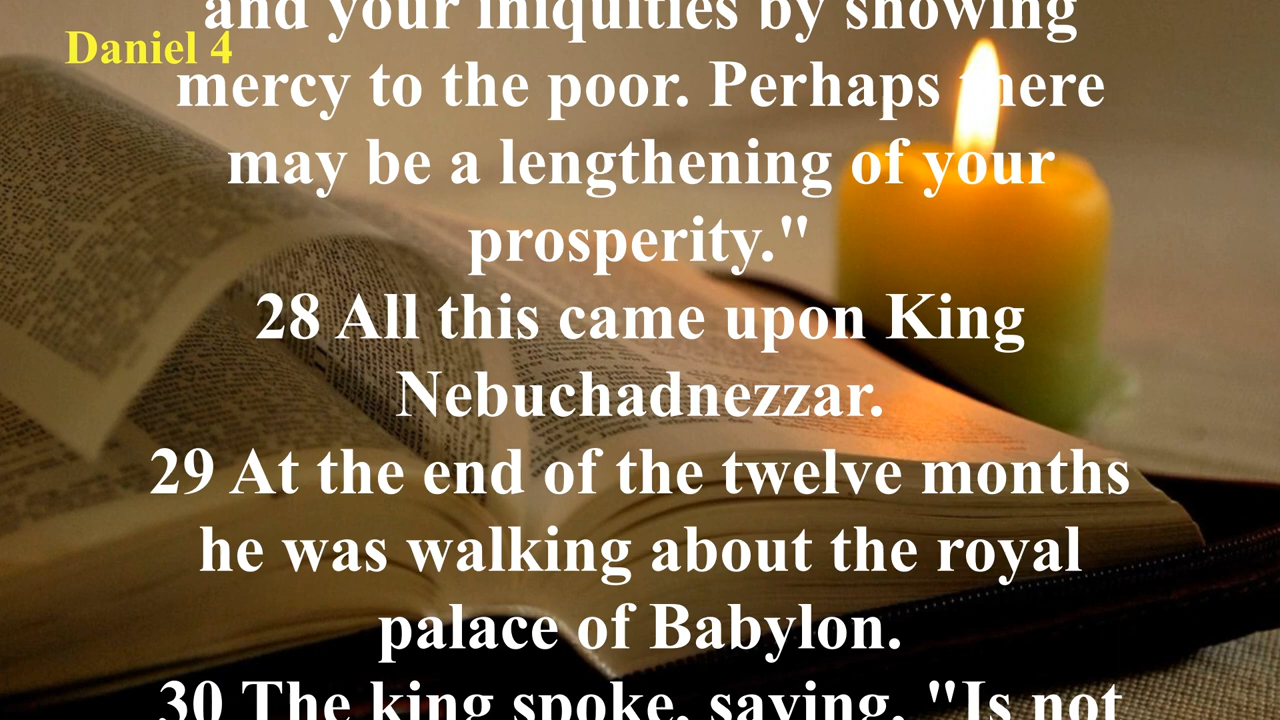 and your iniquities by showing
Daniel 4
mercy to the poor. Perhaps there
may be a lengthening of your
prosperity."
28 All this came upon King
Nebuchadnezzar.
29 At the end of the twelve months
he was walking about the royal
palace of Babylon.
30 The king spoke, saying, "Is not